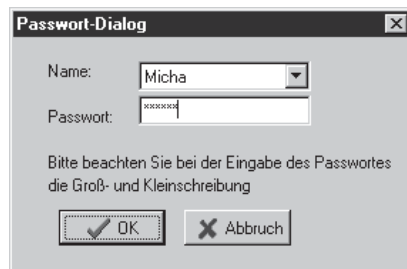 Passwort-Dialog
Name: Micha
Passwort: ******
Bitte beachten Sie bei der Eingabe des Passwortes
die Groß- und Kleinschreibung
OK Abbruch